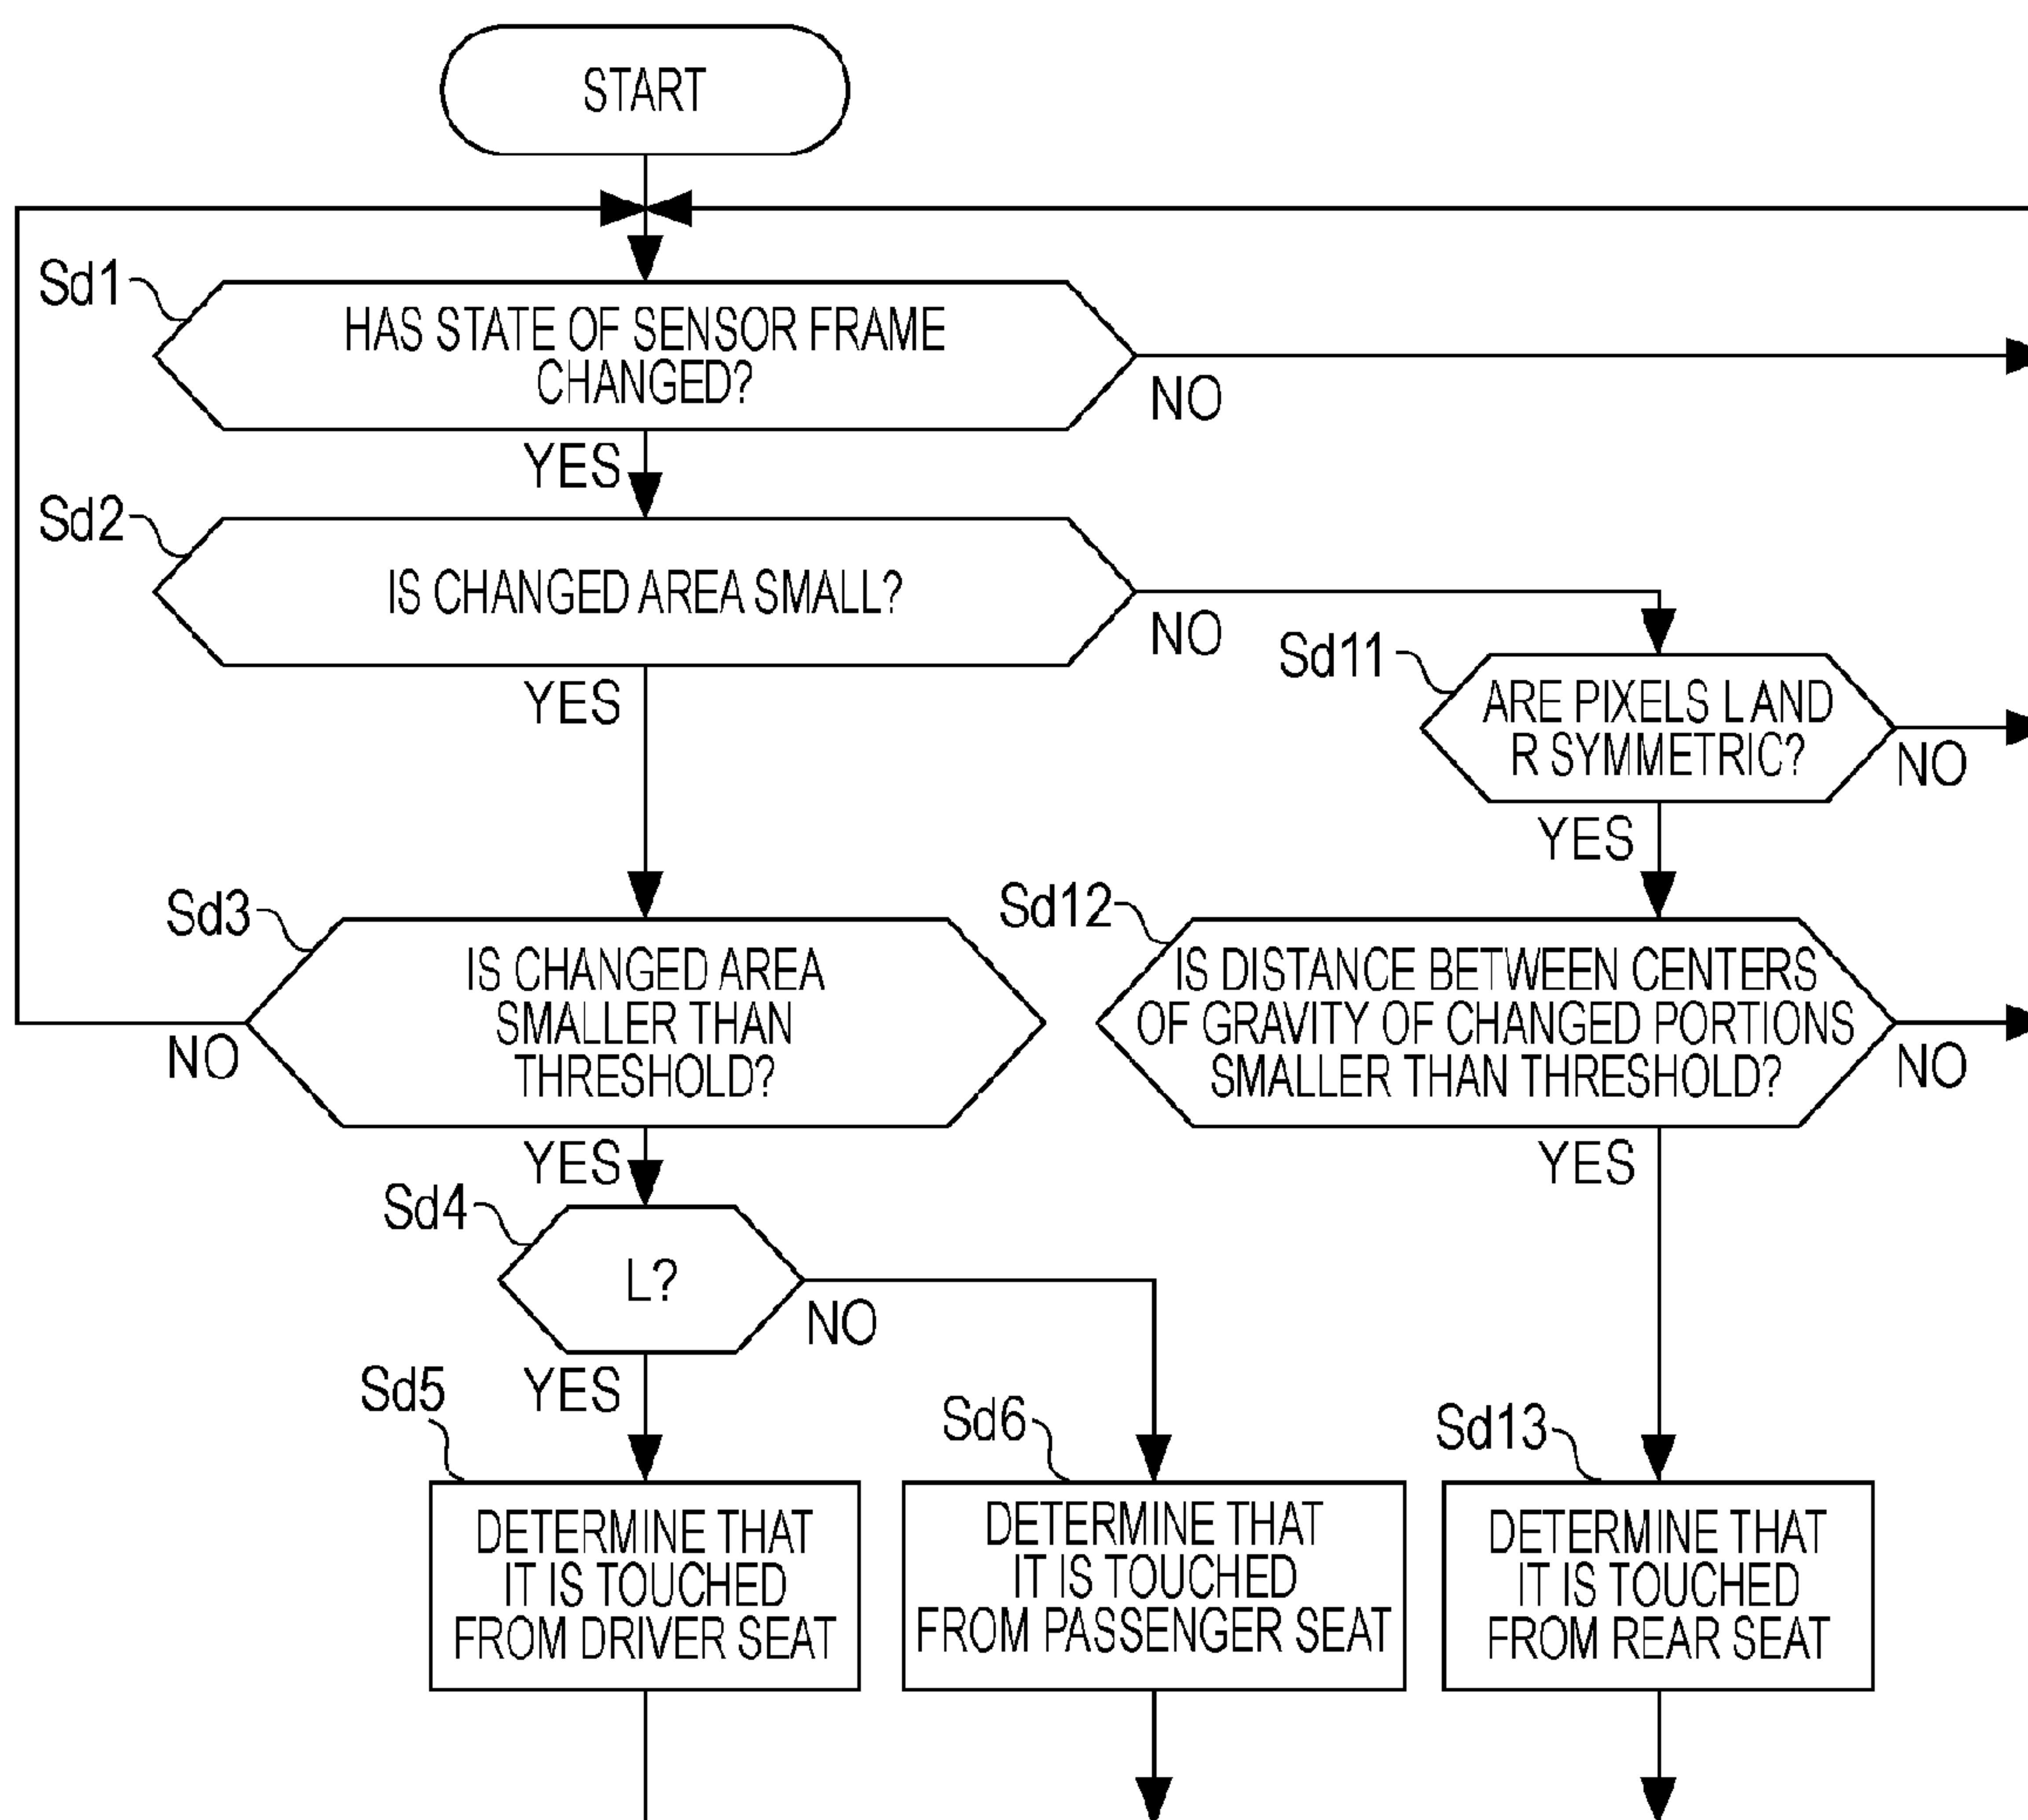 START
Sd1
HAS STATE OF SENSOR FRAME
CHANGED?
NO
YES
Sd2
IS CHANGED AREA SMALL?
NO
YES
Sd11
ARE PIXELS L AND
R SYMMETRIC?
NO
YES
Sd3
IS CHANGED AREA
SMALLER THAN
THRESHOLD?
NO
YES
Sd12
IS DISTANCE BETWEEN CENTERS
OF GRAVITY OF CHANGED PORTIONS
SMALLER THAN THRESHOLD?
NO
YES
Sd4
L?
NO
YES
Sd5
DETERMINE THAT
IT IS TOUCHED
FROM DRIVER SEAT
Sd6
DETERMINE THAT
IT IS TOUCHED
FROM PASSENGER SEAT
Sd13
DETERMINE THAT
IT IS TOUCHED
FROM REAR SEAT